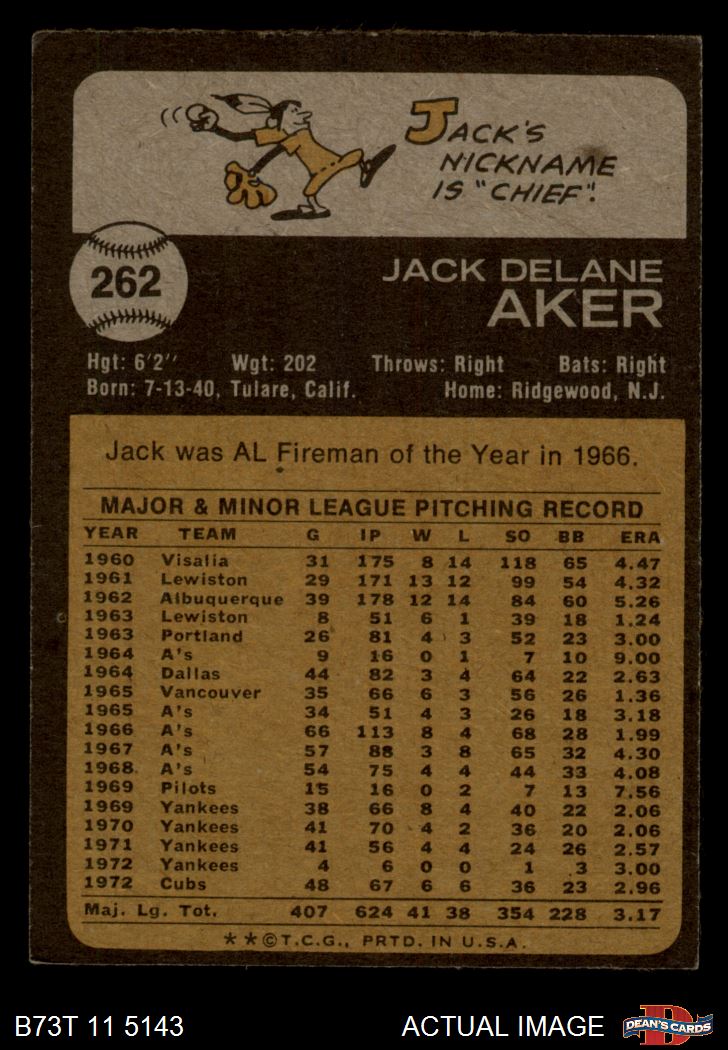 JACK'S
NICKNAME
IS "CHIEF".
262
JACK DELANE
AKER
Hgt: 6'2" Wgt: 202 Throws: Right Bats: Right
Born: 7-13-40, Tulare, Calif. Home: Ridgewood, N.J.
Jack was AL Fireman of the Year in 1966.
MAJOR & MINOR LEAGUE PITCHING RECORD
YEAR TEAM G IP W L SO BB ERA
1960 Visalia 31 175 8 14 118 65 4.47
1961 Lewiston 29 171 13 12 99 54 4.32
1962 Albuquerque 39 178 12 14 84 60 5.26
1963 Lewiston 8 51 6 1 39 18 1.24
1963 Portland 26 81 4 3 52 23 3.00
1964 A's 9 16 0 1 7 10 9.00
1964 Dallas 44 82 3 4 64 22 2.63
1965 Vancouver 35 66 6 3 56 26 1.36
1965 A's 34 51 4 3 26 18 3.18
1966 A's 66 113 8 4 68 28 1.99
1967 A's 57 88 3 8 65 32 4.30
1968 A's 54 75 4 4 44 33 4.08
1969 Pilots 15 16 0 2 7 13 7.56
1969 Yankees 38 66 8 4 40 22 2.06
1970 Yankees 41 70 4 2 36 20 2.06
1971 Yankees 41 56 4 4 24 26 2.57
1972 Yankees 4 6 0 0 1 3 3.00
1972 Cubs 48 67 6 6 36 23 2.96
Maj. Lg. Tot. 407 624 41 38 354 228 3.17
**©T.C.G., PRTD. IN U.S.A.
B73T 11 5143 ACTUAL IMAGE D DEAN'S CARDS